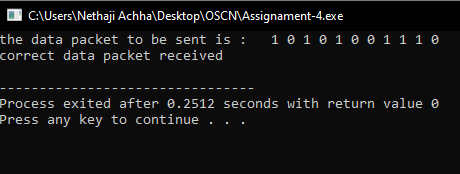 C:\Users\Nethaji Achha\Desktop\OSCN\Assignament-4.exe
the data packet to be sent is :   1 0 1 0 1 0 0 1 1 1 0
correct data packet received
--------------------------------
Process exited after 0.2512 seconds with return value 0
Press any key to continue . . .